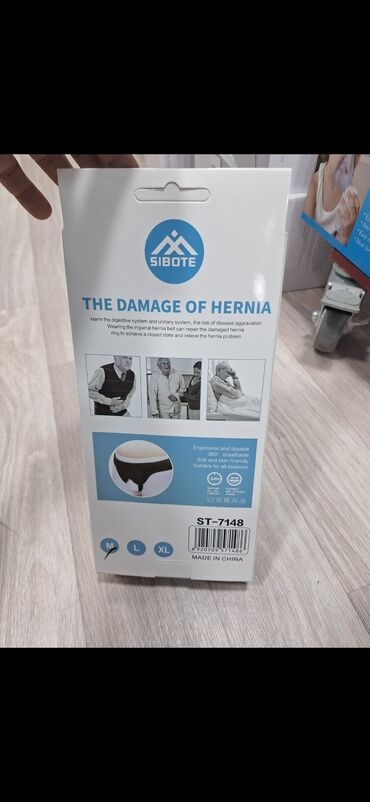 SIBOTE
THE DAMAGE OF HERNIA
Harm the digestive system and urinary system, the risk of disease aggravation
Wearing the inguinal hernia belt can repair the damaged hernia
ring to achieve a closed state and relieve the hernia problem
Ergonomic and durable
360° breathable
Soft and skin-friendly
Suitable for all seasons
ST-7148
6920709571486
M L XL
MADE IN CHINA